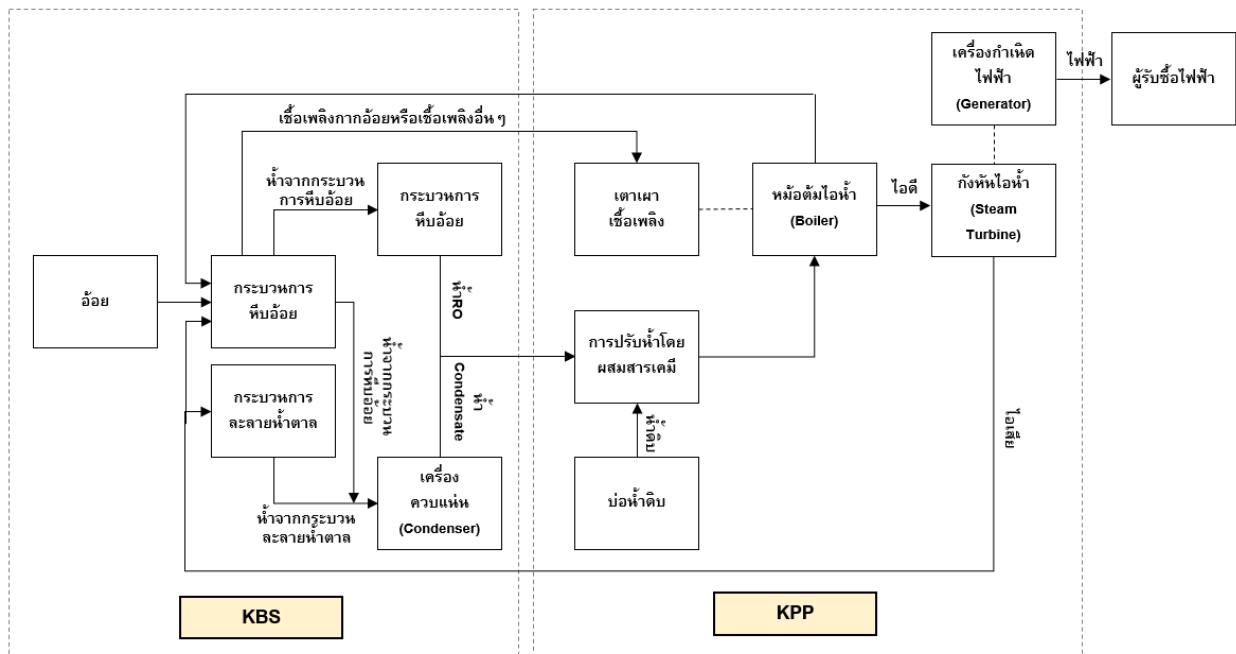 เครื่องกำเนิด
ไฟฟ้า
(Generator)
ไฟฟ้า
ผู้รับซื้อไฟฟ้า
เชื้อเพลิงกากอ้อยหรือเชื้อเพลิงอื่น ๆ
น้ำจากกระบวน
การหีบอ้อย
กระบวนการ
หีบอ้อย
เตาเผา
เชื้อเพลิง
หม้อต้มไอน้ำ
(Boiler)
ไอดี
กังหันไอน้ำ
(Steam
Turbine)
อ้อย
กระบวนการ
หีบอ้อย
น้ำRO
น้ำจากกระบวน
การหีบอ้อย
การปรับน้ำโดย
ผสมสารเคมี
น้ำ
Condensate
กระบวนการ
ละลายน้ำตาล
น้ำดิบ
ไอเสีย
เครื่อง
ควบแน่น
(Condenser)
บ่อน้ำดิบ
น้ำจากกระบวน
ละลายน้ำตาล
KBS
KPP